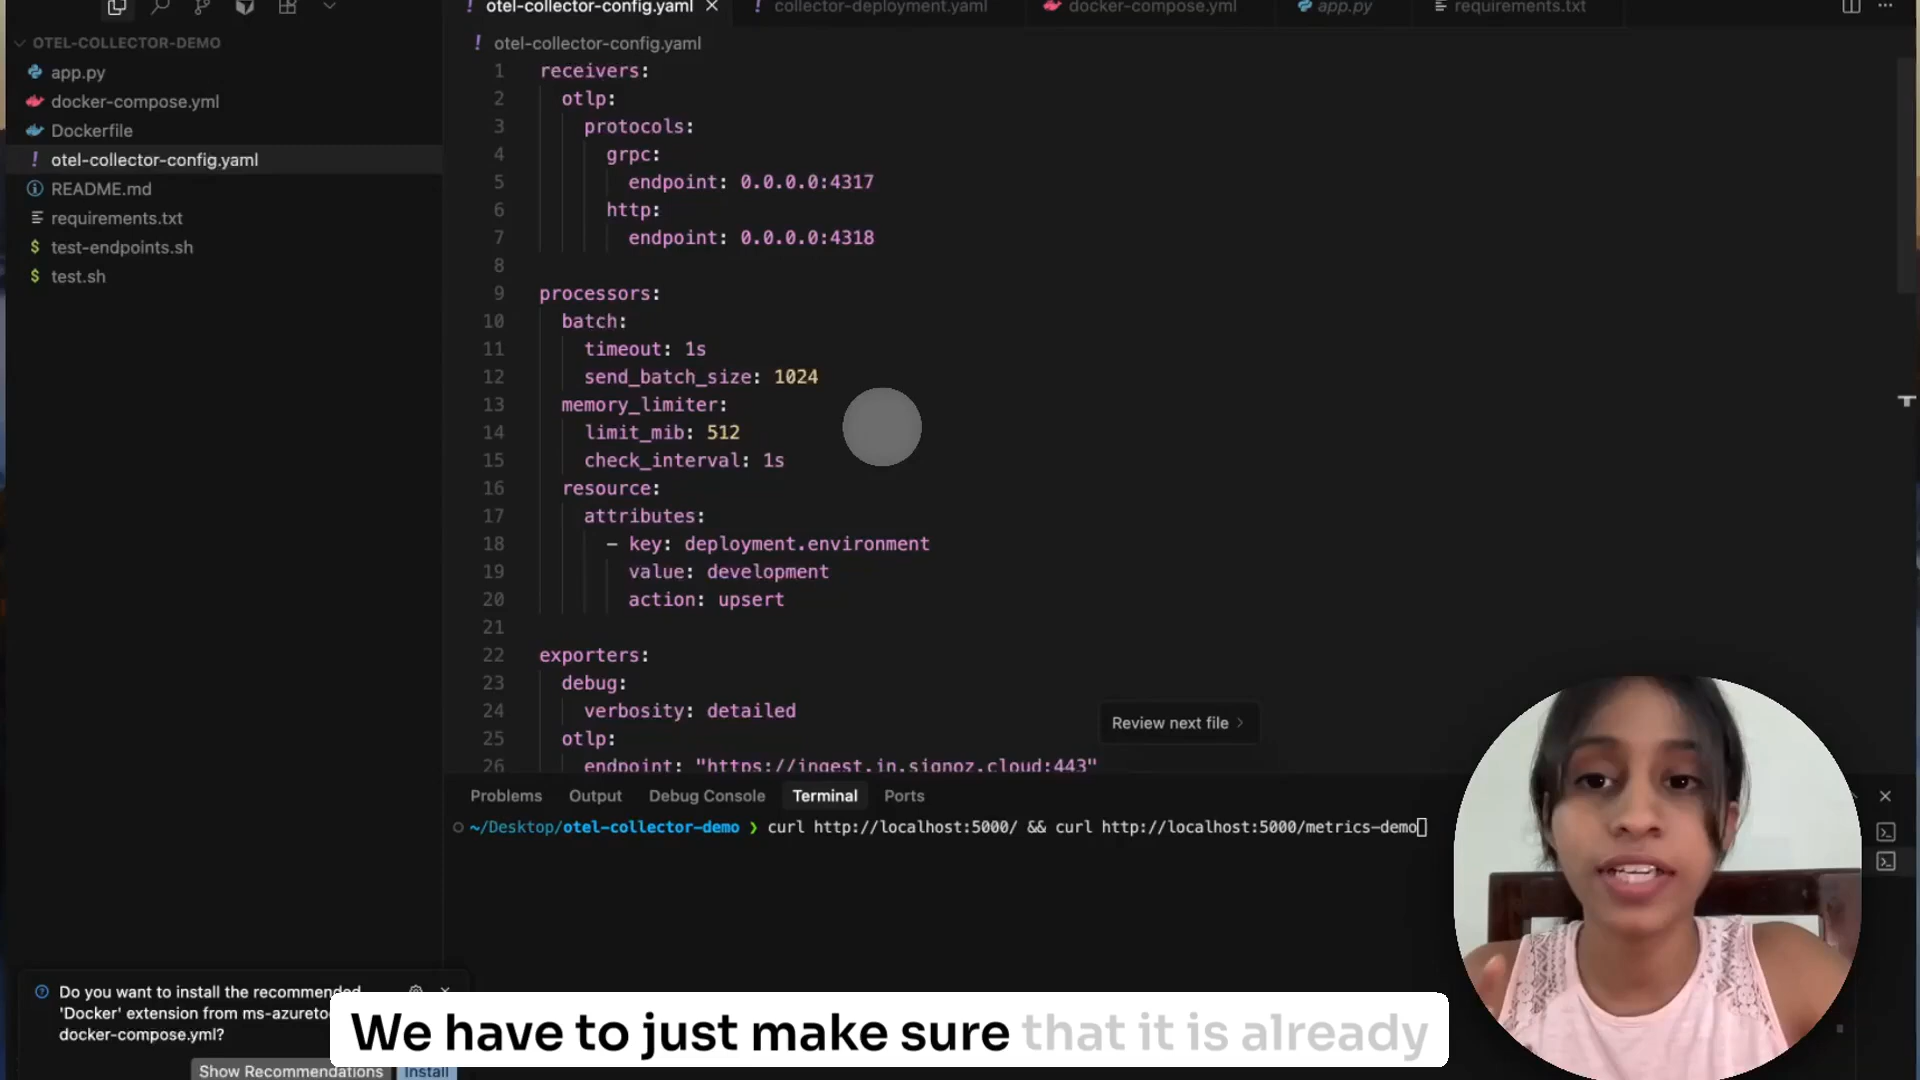 otel-collector-config.yaml
collector-deployment.yaml
docker-compose.yml
app.py
requirements.txt
OTEL-COLLECTOR-DEMO
app.py
docker-compose.yml
Dockerfile
otel-collector-config.yaml
README.md
requirements.txt
test-endpoints.sh
test.sh
otel-collector-config.yaml
1 receivers:
2 otlp:
3 protocols:
4 grpc:
5 endpoint: 0.0.0.0:4317
6 http:
7 endpoint: 0.0.0.0:4318
8
9 processors:
10 batch:
11 timeout: 1s
12 send_batch_size: 1024
13 memory_limiter:
14 limit_mib: 512
15 check_interval: 1s
16 resource:
17 attributes:
18 - key: deployment.environment
19 value: development
20 action: upsert
21
22 exporters:
23 debug:
24 verbosity: detailed
25 otlp:
26 endpoint: "https://ingest.in.signoz.cloud:443"
Review next file
Problems Output Debug Console Terminal Ports
~/Desktop/otel-collector-demo ❯ curl http://localhost:5000/ && curl http://localhost:5000/metrics-demo
Do you want to install the recommended
'Docker' extension from ms-azureto
docker-compose.yml?
Show Recommendations Install
We have to just make sure that it is already